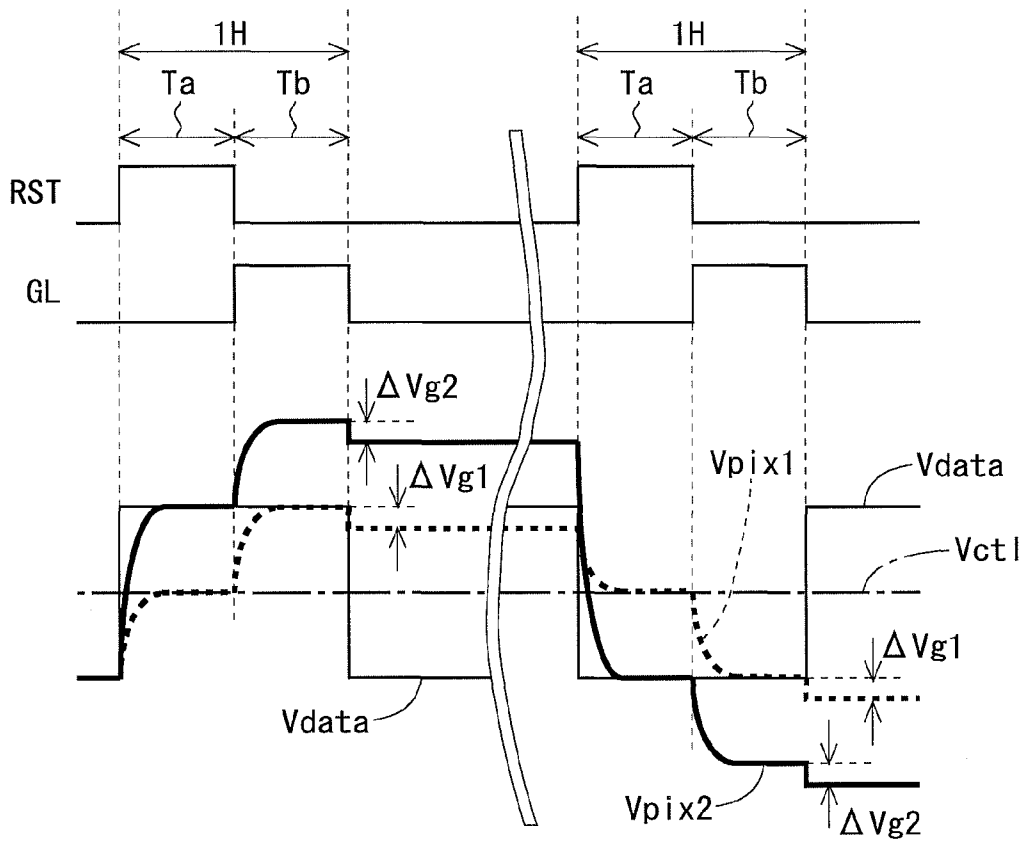 1H 1H
Ta Tb Ta Tb
RST
GL
ΔVg2
Vpix1
Vdata
ΔVg1
Vctl
ΔVg1
Vdata
Vpix2
ΔVg2